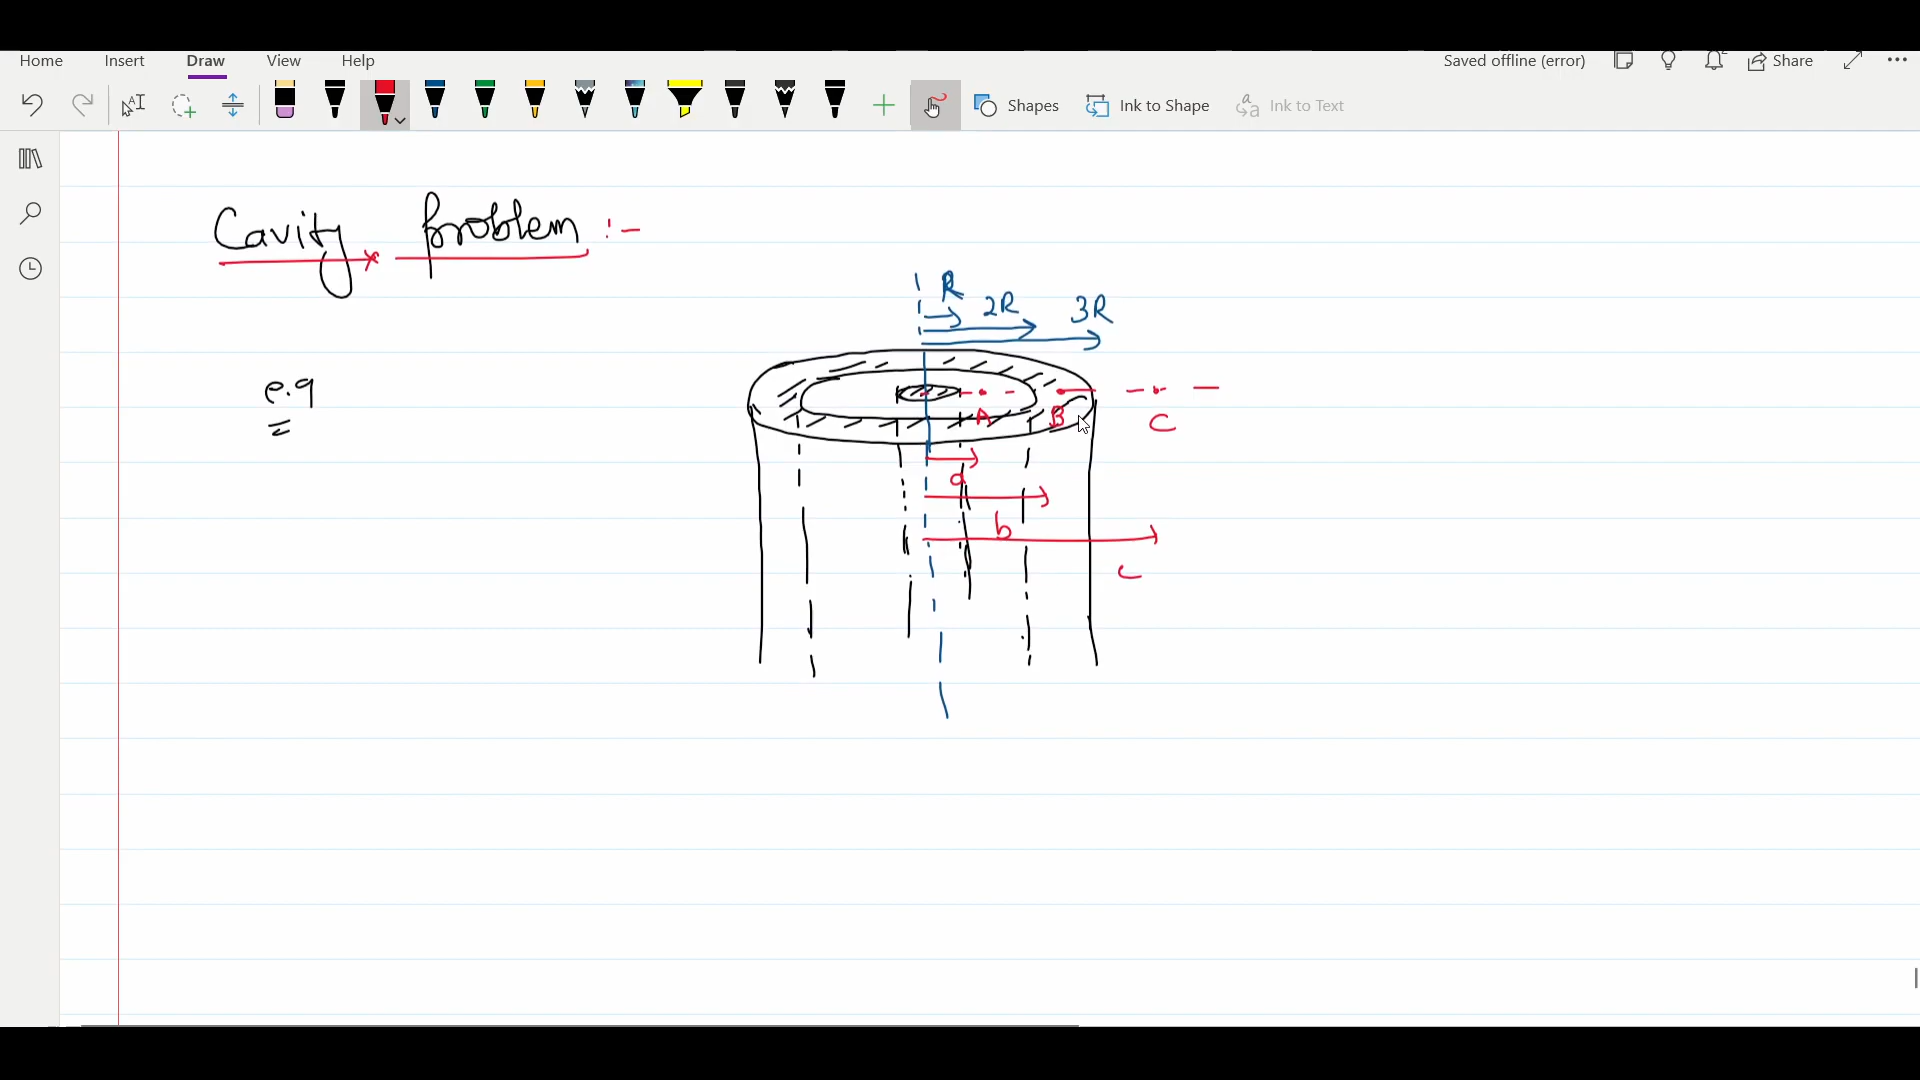 Home Insert Draw View Help Saved offline (error) Share
Shapes Ink to Shape Ink to Text
Cavity Problem :-
R
2R
3R
e.g
A B C
a
b
c